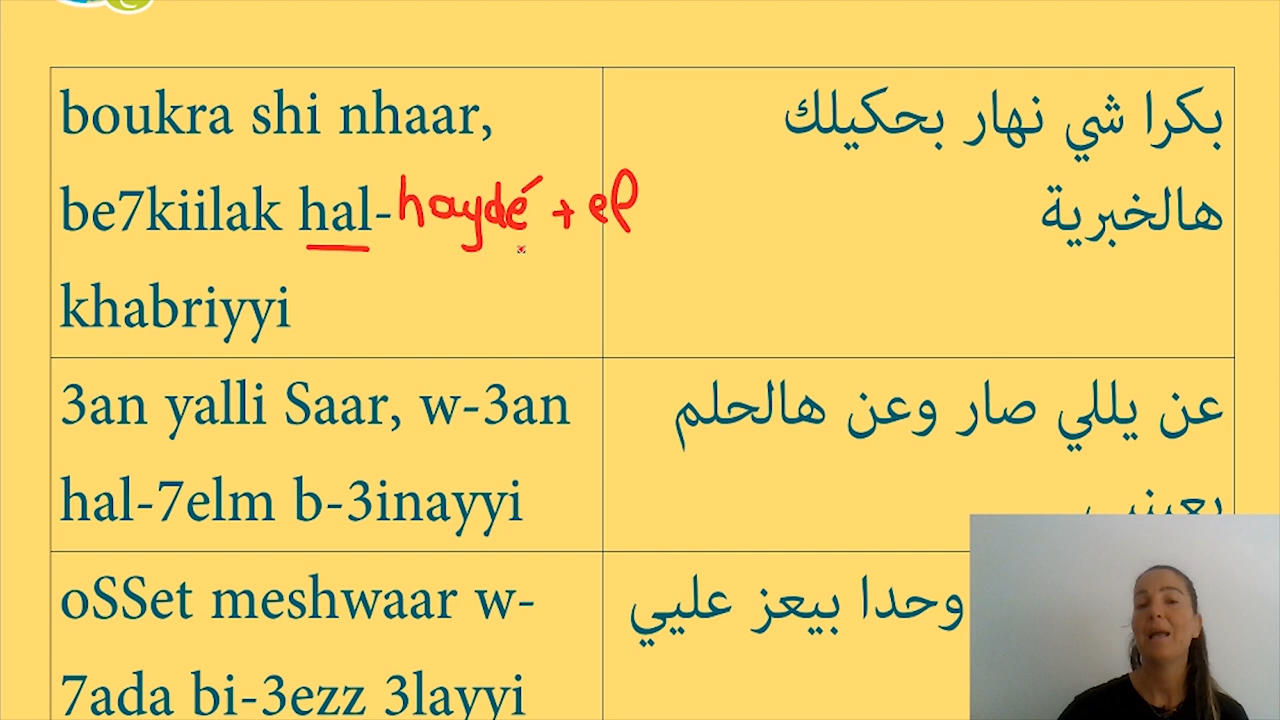 boukra shi nhaar,
be7kiilak hal-haydé + el
khabriyyi
بكرا شي نهار بحكيلك
هالخبرية
3an yalli Saar, w-3an
hal-7elm b-3inayyi
عن يللي صار وعن هالحلم
oSSet meshwaar w-
7ada bi-3ezz 3layyi
وحدا بيعز عليي